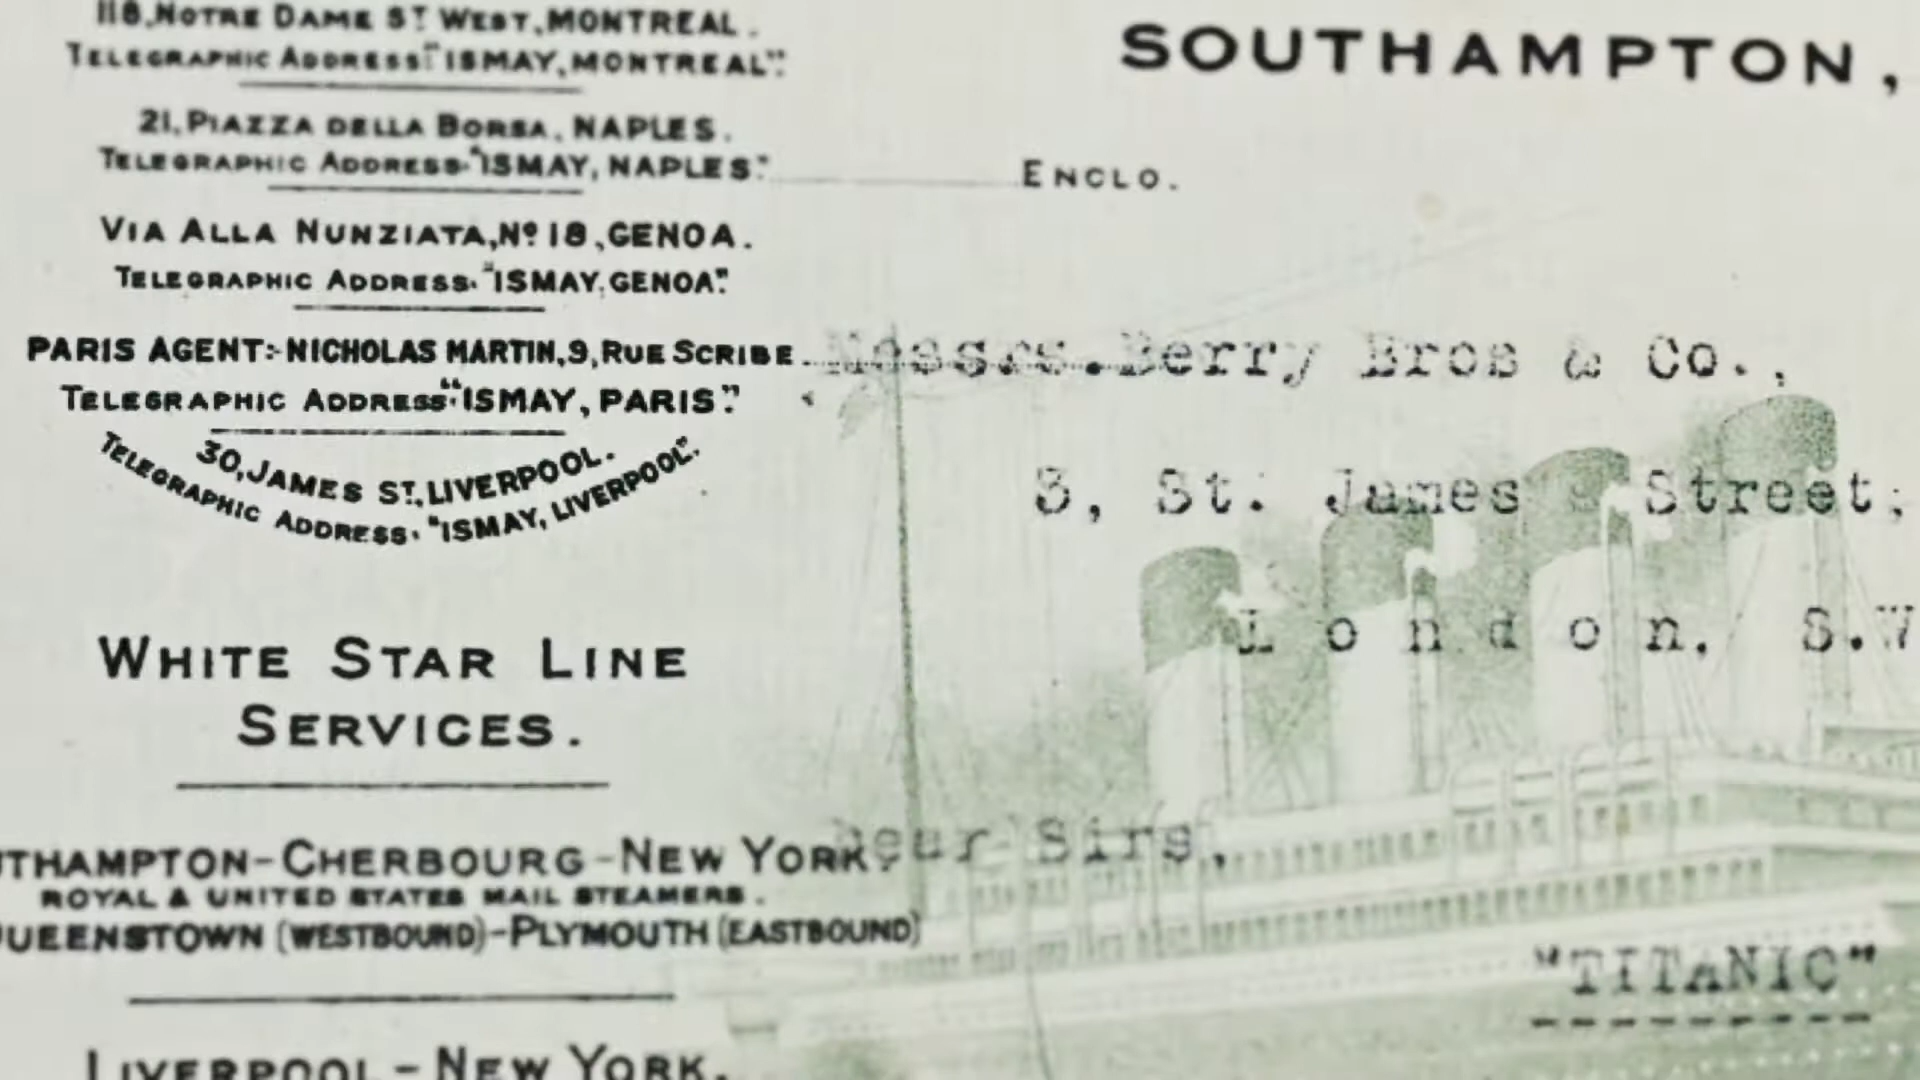 118, NOTRE DAME ST WEST, MONTREAL.
TELEGRAPHIC ADDRESS "ISMAY, MONTREAL".
21, PIAZZA DELLA BORSA, NAPLES.
TELEGRAPHIC ADDRESS-"ISMAY, NAPLES".
VIA ALLA NUNZIATA, Nº 18, GENOA.
TELEGRAPHIC ADDRESS-"ISMAY, GENOA".
PARIS AGENT:-NICHOLAS MARTIN, 9, RUE SCRIBE.
TELEGRAPHIC ADDRESS-"ISMAY, PARIS".
30, JAMES ST, LIVERPOOL.
TELEGRAPHIC ADDRESS-"ISMAY, LIVERPOOL".
WHITE STAR LINE
SERVICES.
THAMPTON-CHERBOURG-NEW YORK.
ROYAL & UNITED STATES MAIL STEAMERS.
UEENSTOWN (WESTBOUND)-PLYMOUTH (EASTBOUND)
LIVERPOOL-NEW YORK.
SOUTHAMPTON,
ENCLO.
Messrs. Berry Bros & Co.,
3, St. James's Street,
London, S.W
Dear Sirs,
"TITANIC"